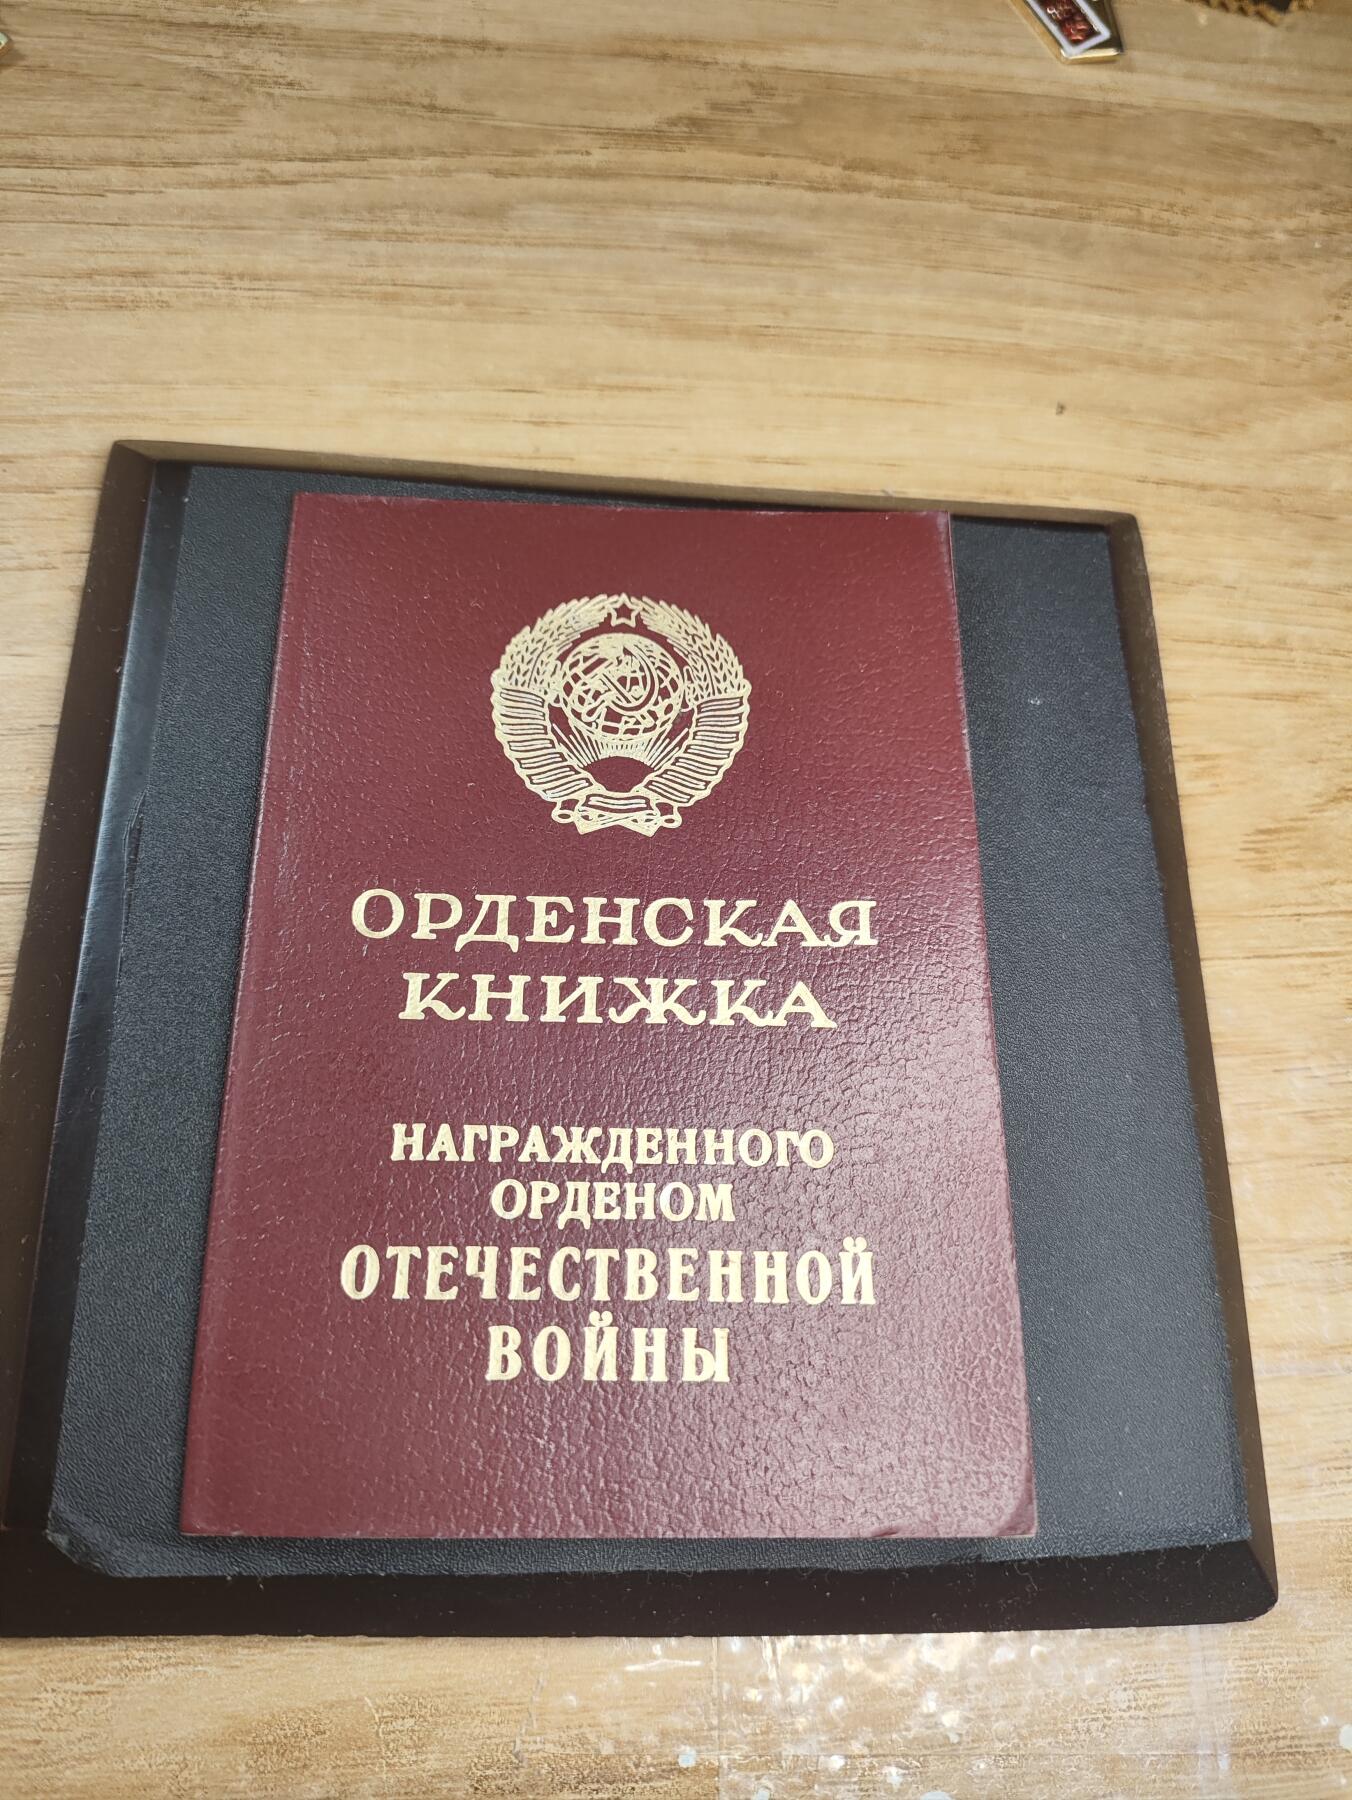 ОРДЕНСКАЯ
КНИЖКА
НАГРАЖДЕННОГО
ОРДЕНОМ
ОТЕЧЕСТВЕННОЙ
ВОЙНЫ